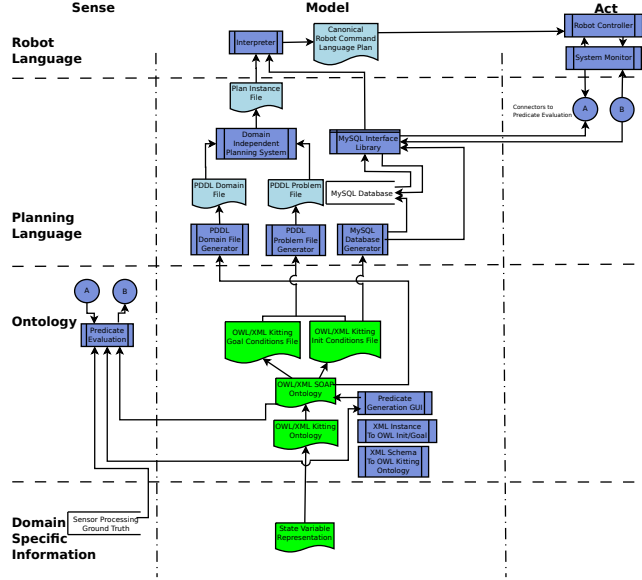 Sense
Model
Act
Robot
Language
Interpreter
Canonical
Robot Command
Language Plan
Robot Controller
System Monitor
Plan Instance
File
Connectors to
Predicate Evaluation
A
B
Domain
Independent
Planning System
MySQL Interface
Library
PDDL Domain
File
PDDL Problem
File
MySQL Database
Planning
Language
PDDL
Domain File
Generator
PDDL
Problem File
Generator
MySQL
Database
Generator
A
B
Ontology
Predicate
Evaluation
OWL/XML Kitting
Goal Conditions File
OWL/XML Kitting
Init Conditions File
OWL/XML SOAP
Ontology
Predicate
Generation GUI
OWL/XML Kitting
Ontology
XML Instance
To OWL Init/Goal
XML Schema
To OWL Kitting
Ontology
Domain
Specific
Information
Sensor Processing
Ground Truth
State Variable
Representation